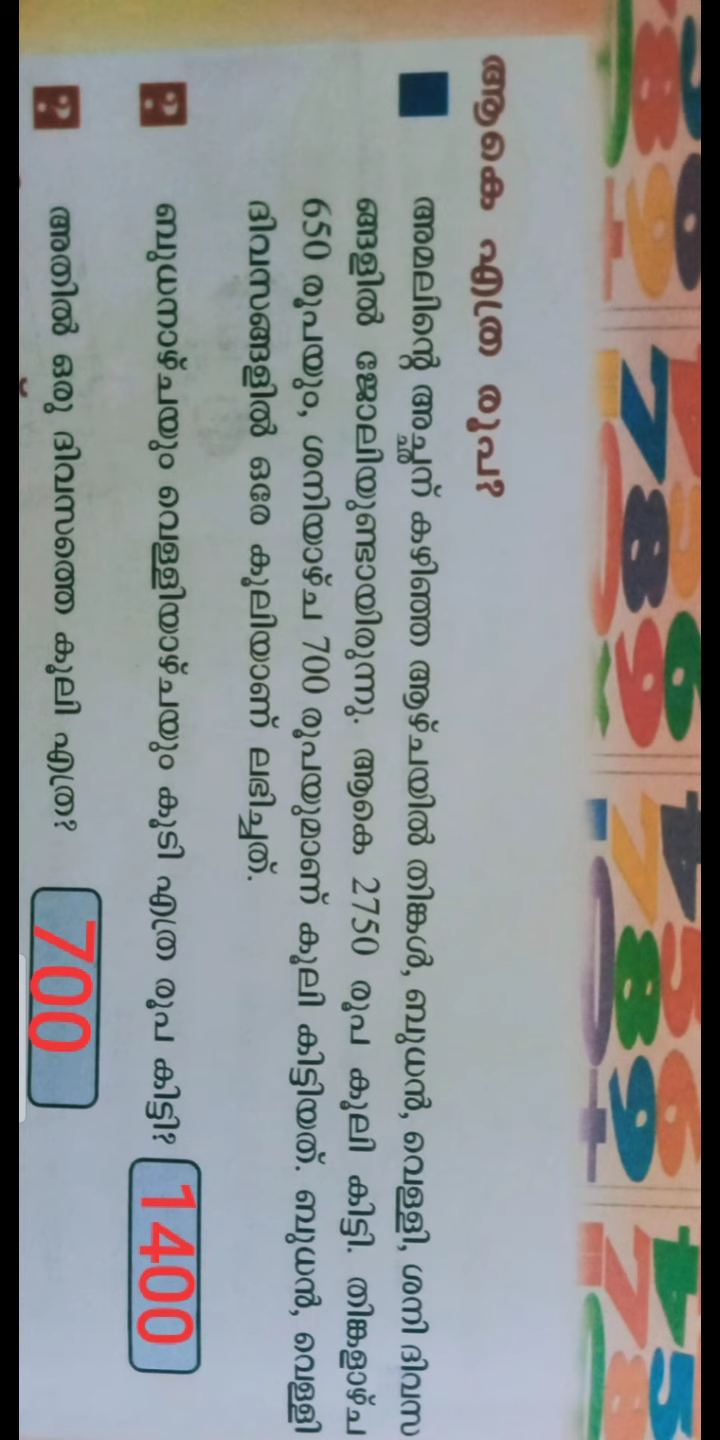 ആകെ എത്ര രൂപ?
അമലിന്റെ അച്ഛന് കഴിഞ്ഞ ആഴ്ചയിൽ തിങ്കൾ, ബുധൻ, വെള്ളി, ശനി ദിവസ
ങ്ങളിൽ ജോലിയുണ്ടായിരുന്നു. ആകെ 2750 രൂപ കൂലി കിട്ടി. തിങ്കളാഴ്ച
650 രൂപയും, ശനിയാഴ്ച 700 രൂപയുമാണ് കൂലി കിട്ടിയത്. ബുധൻ, വെള്ളി
ദിവസങ്ങളിൽ ഒരേ കൂലിയാണ് ലഭിച്ചത്.
? ബുധനാഴ്ചയും വെള്ളിയാഴ്ചയും കൂടി എത്ര രൂപ കിട്ടി? 1400
? അതിൽ ഒരു ദിവസത്തെ കൂലി എത്ര? 700